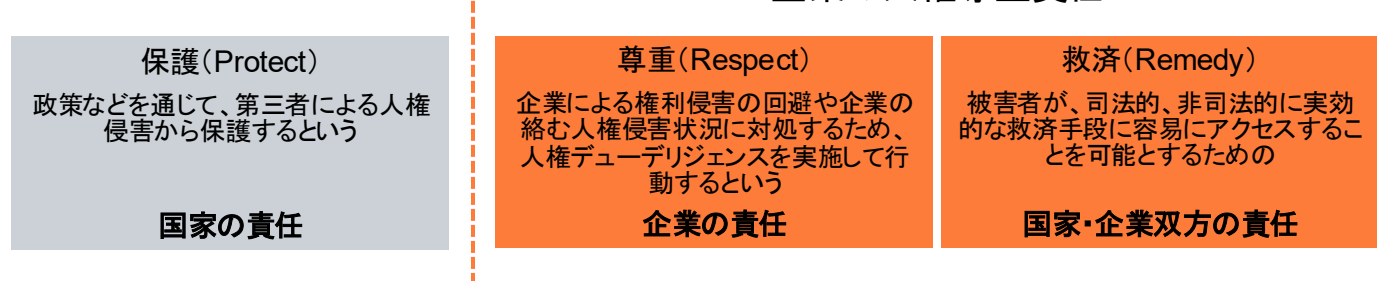 保護(Protect)
政策などを通じて、第三者による人権
侵害から保護するという
国家の責任
尊重(Respect)
企業による権利侵害の回避や企業の
絡む人権侵害状況に対処するため、
人権デューデリジェンスを実施して行
動するという
企業の責任
救済(Remedy)
被害者が、司法的、非司法的に実効
的な救済手段に容易にアクセスするこ
とを可能とするための
国家・企業双方の責任